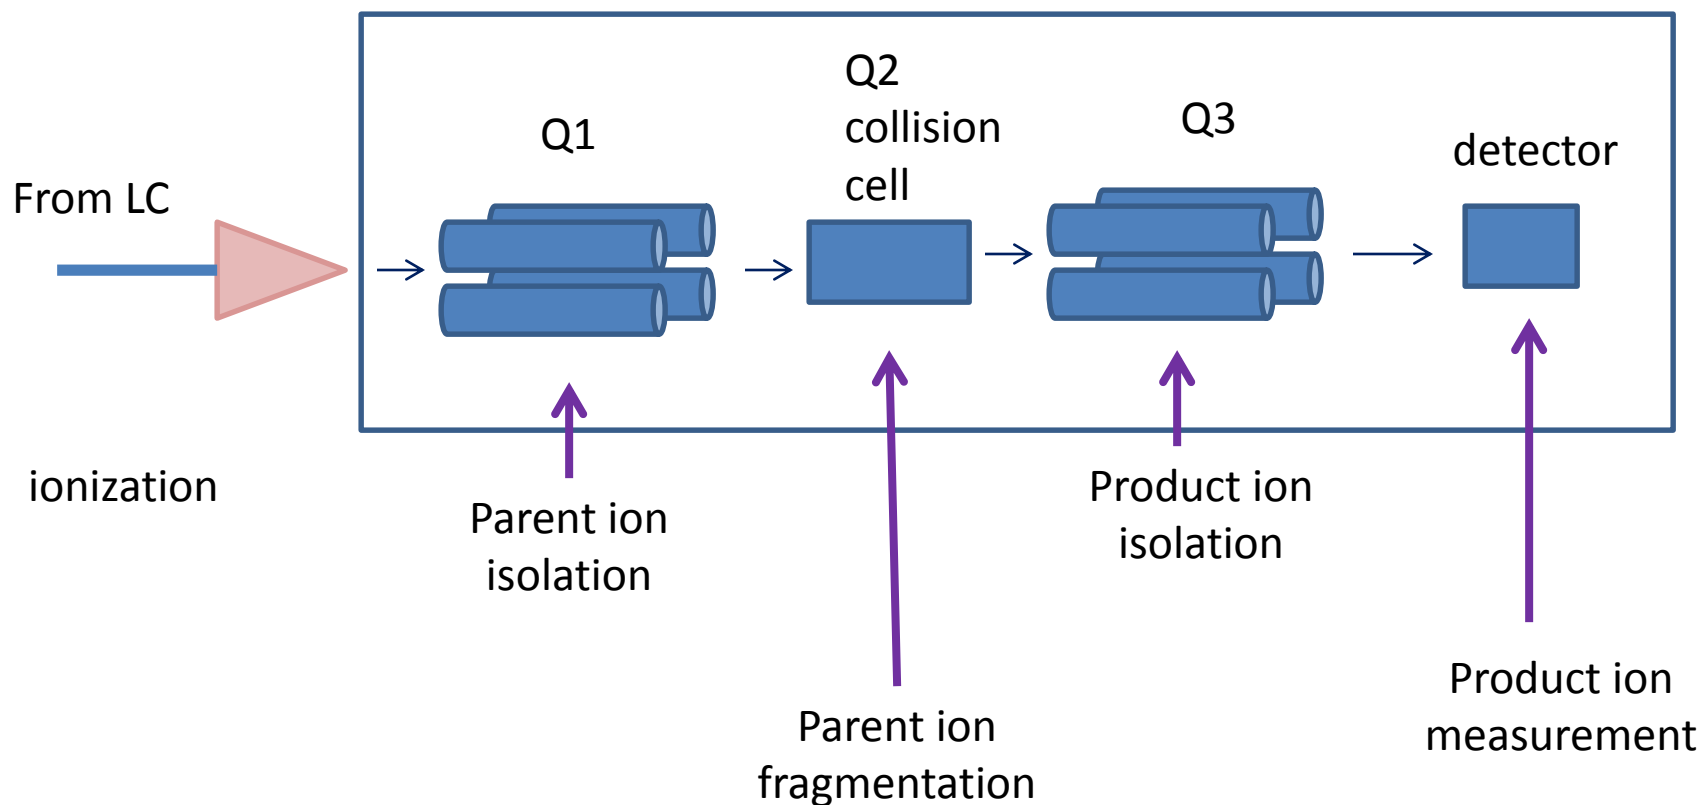 From LC
Q1
Q2
collision
cell
Q3
detector
ionization
Parent ion
isolation
Parent ion
fragmentation
Product ion
isolation
Product ion
measurement